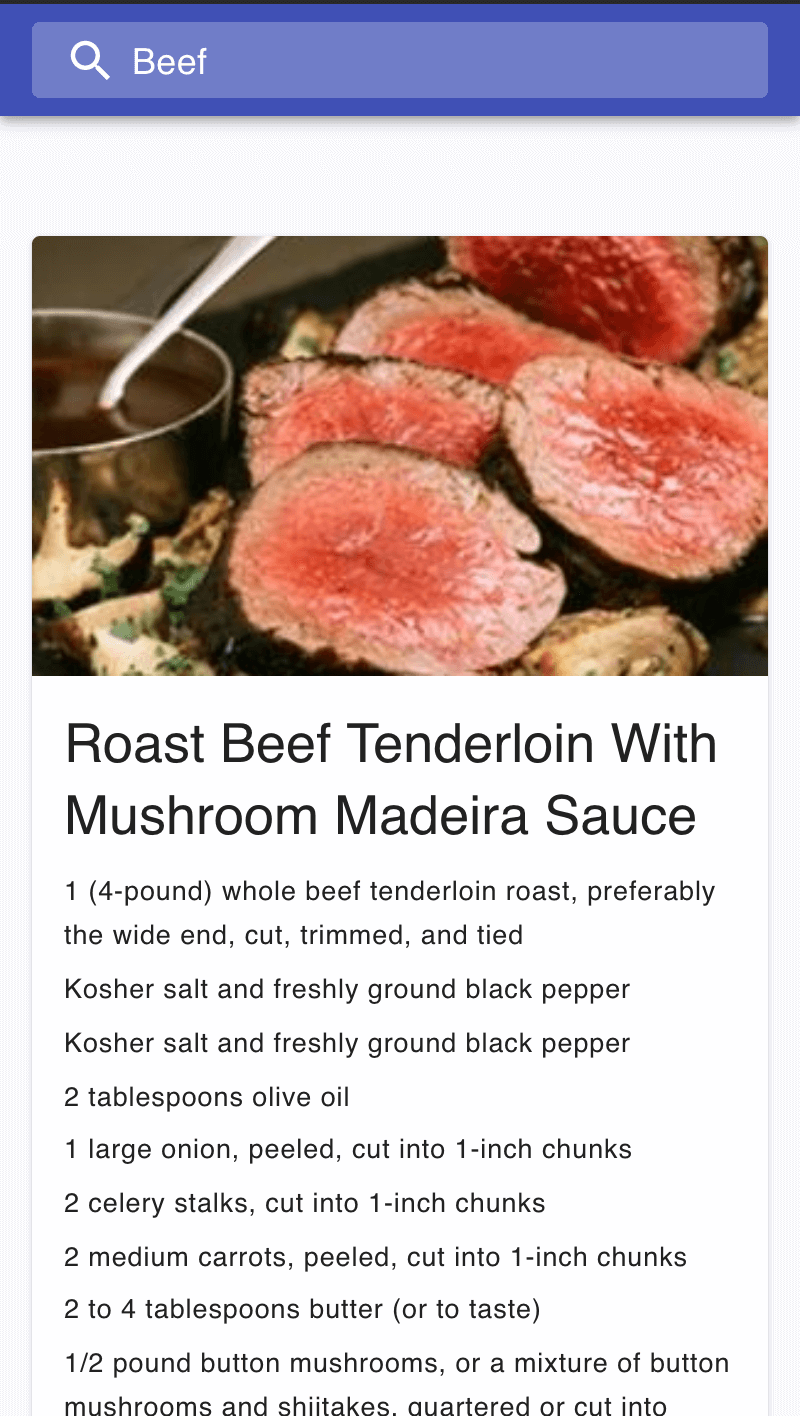 Beef
Roast Beef Tenderloin With
Mushroom Madeira Sauce
1 (4-pound) whole beef tenderloin roast, preferably
the wide end, cut, trimmed, and tied
Kosher salt and freshly ground black pepper
Kosher salt and freshly ground black pepper
2 tablespoons olive oil
1 large onion, peeled, cut into 1-inch chunks
2 celery stalks, cut into 1-inch chunks
2 medium carrots, peeled, cut into 1-inch chunks
2 to 4 tablespoons butter (or to taste)
1/2 pound button mushrooms, or a mixture of button
mushrooms and shiitakes, quartered or cut into